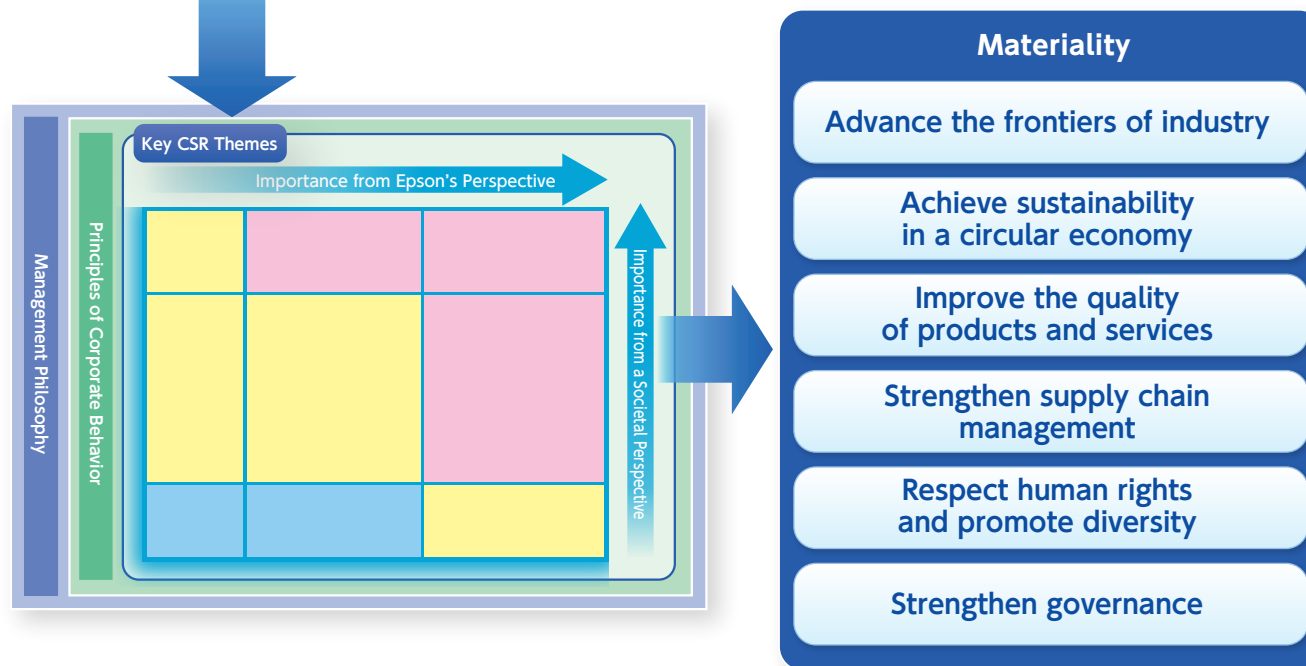 Management Philosophy
Principles of Corporate Behavior
Key CSR Themes
Importance from Epson's Perspective
Importance from a Societal Perspective
Materiality
Advance the frontiers of industry
Achieve sustainability
in a circular economy
Improve the quality
of products and services
Strengthen supply chain
management
Respect human rights
and promote diversity
Strengthen governance